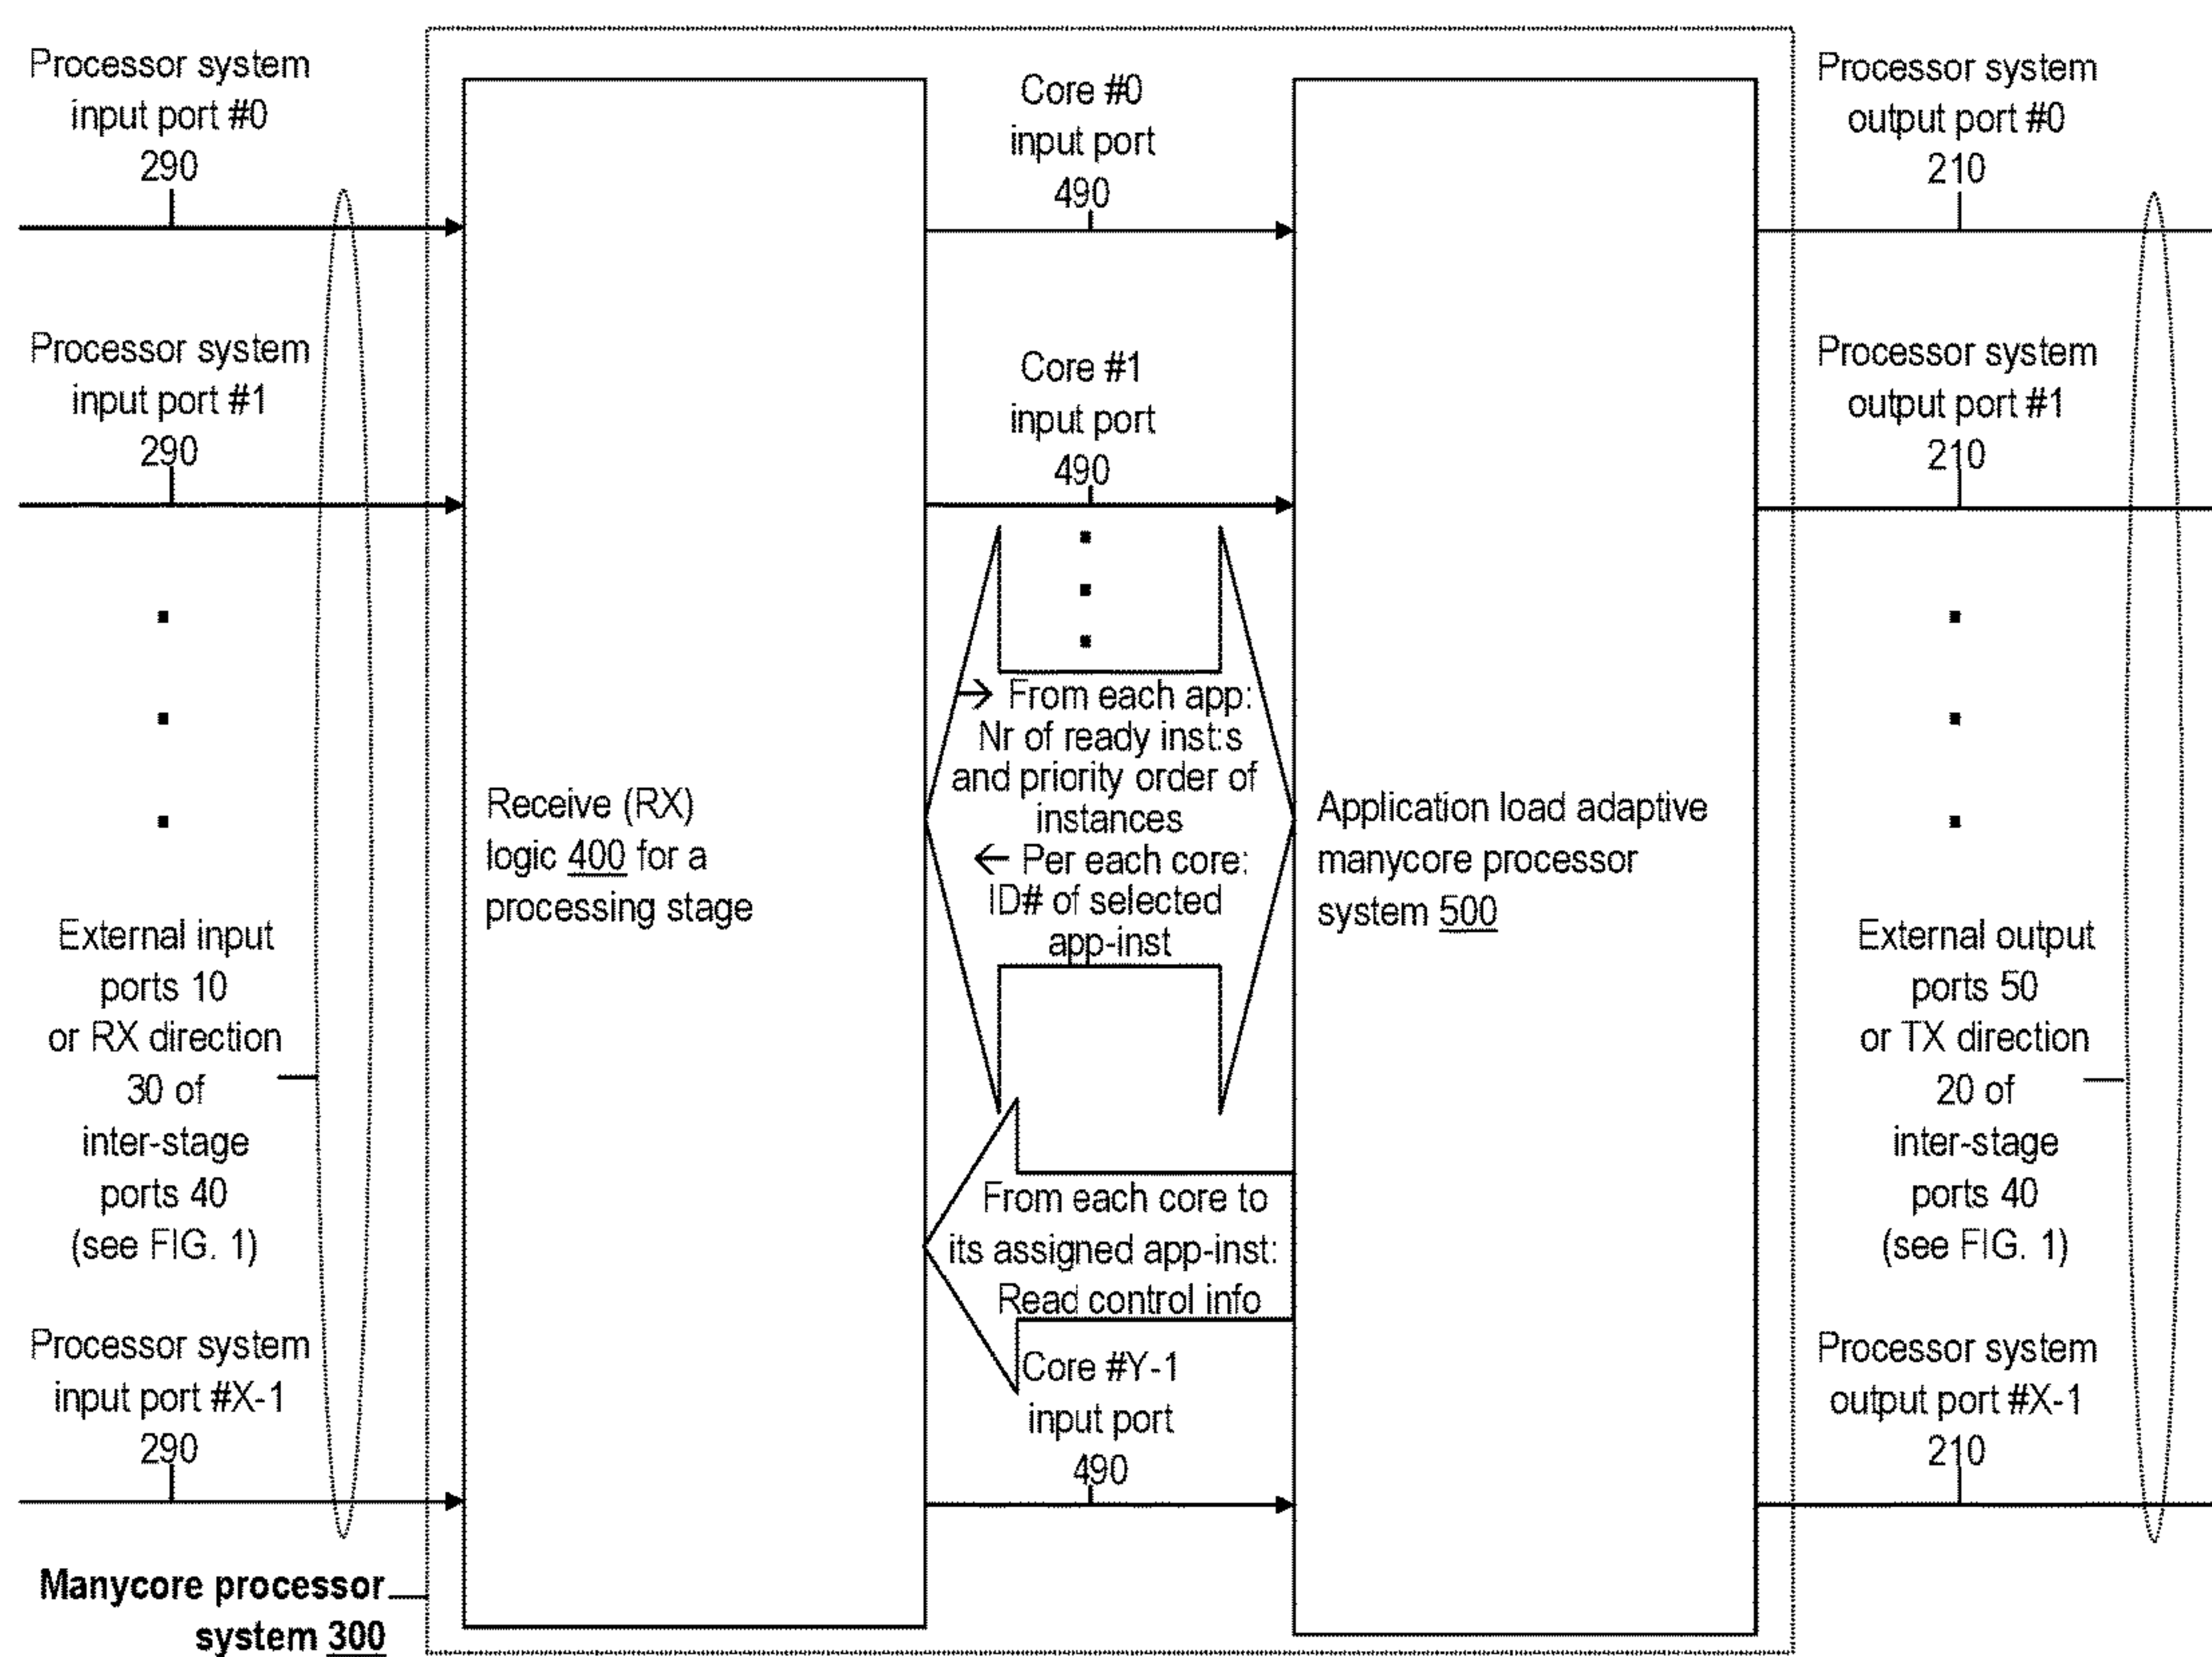 Processor system
input port #0
290
Processor system
input port #1
290
External input
ports 10
or RX direction
30 of
inter-stage
ports 40
(see FIG. 1)
Processor system
input port #X-1
290
Manycore processor
system 300
Receive (RX)
logic 400 for a
processing stage
Core #0
input port
490
Core #1
input port
490
→ From each app:
Nr of ready inst:s
and priority order of
instances
← Per each core:
ID# of selected
app-inst
From each core to
its assigned app-inst:
Read control info
Core #Y-1
input port
490
Application load adaptive
manycore processor
system 500
Processor system
output port #0
210
Processor system
output port #1
210
External output
ports 50
or TX direction
20 of
inter-stage
ports 40
(see FIG. 1)
Processor system
output port #X-1
210